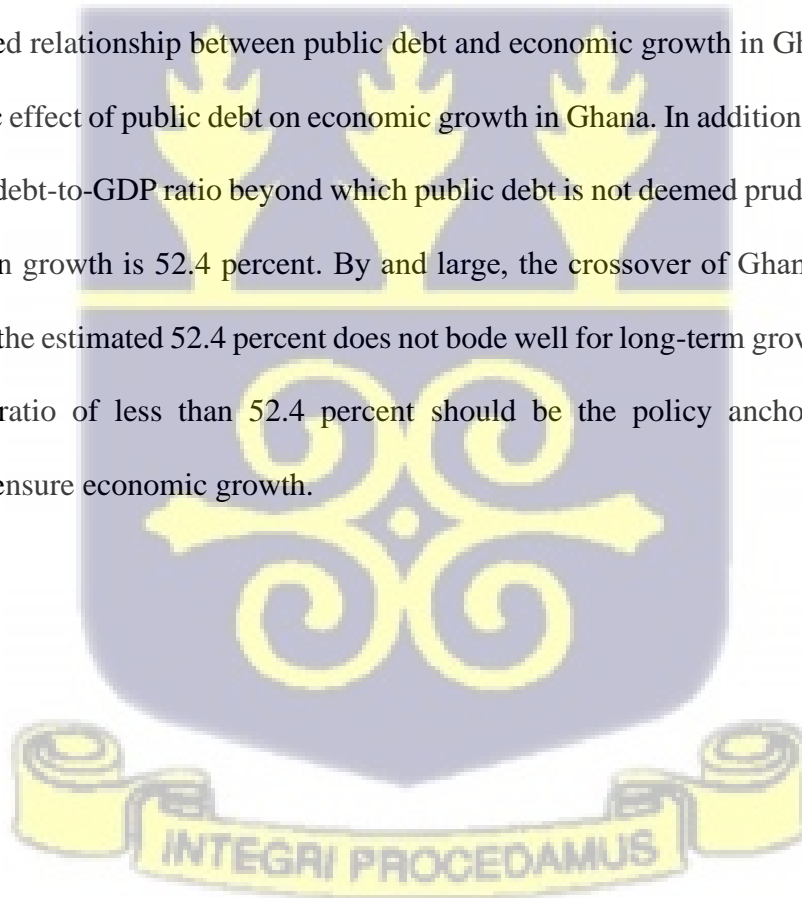 ed relationship between public debt and economic growth in Gh
effect of public debt on economic growth in Ghana. In addition
debt-to-GDP ratio beyond which public debt is not deemed prud
n growth is 52.4 percent. By and large, the crossover of Ghan
the estimated 52.4 percent does not bode well for long-term grow
ratio of less than 52.4 percent should be the policy ancho
ensure economic growth.
INTEGRI PROCEDAMUS